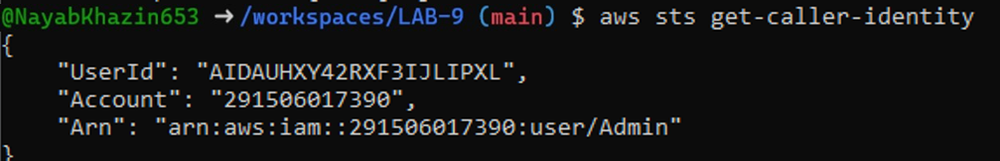 @NayabKhazin653 ➜ /workspaces/LAB-9 (main) $ aws sts get-caller-identity
{
    "UserId": "AIDAUHXY42RXF3IJLIPXL",
    "Account": "291506017390",
    "Arn": "arn:aws:iam::291506017390:user/Admin"
}